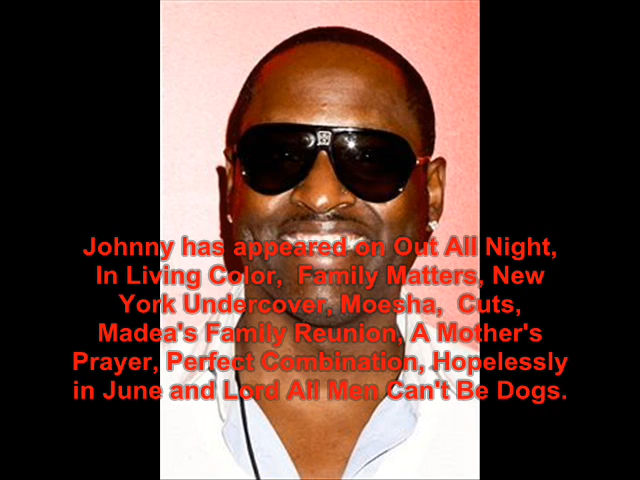 Johnny has appeared on Out All Night,
In Living Color,  Family Matters, New
York Undercover, Moesha,  Cuts,
Madea's Family Reunion, A Mother's
Prayer, Perfect Combination, Hopelessly
in June and Lord All Men Can't Be Dogs.